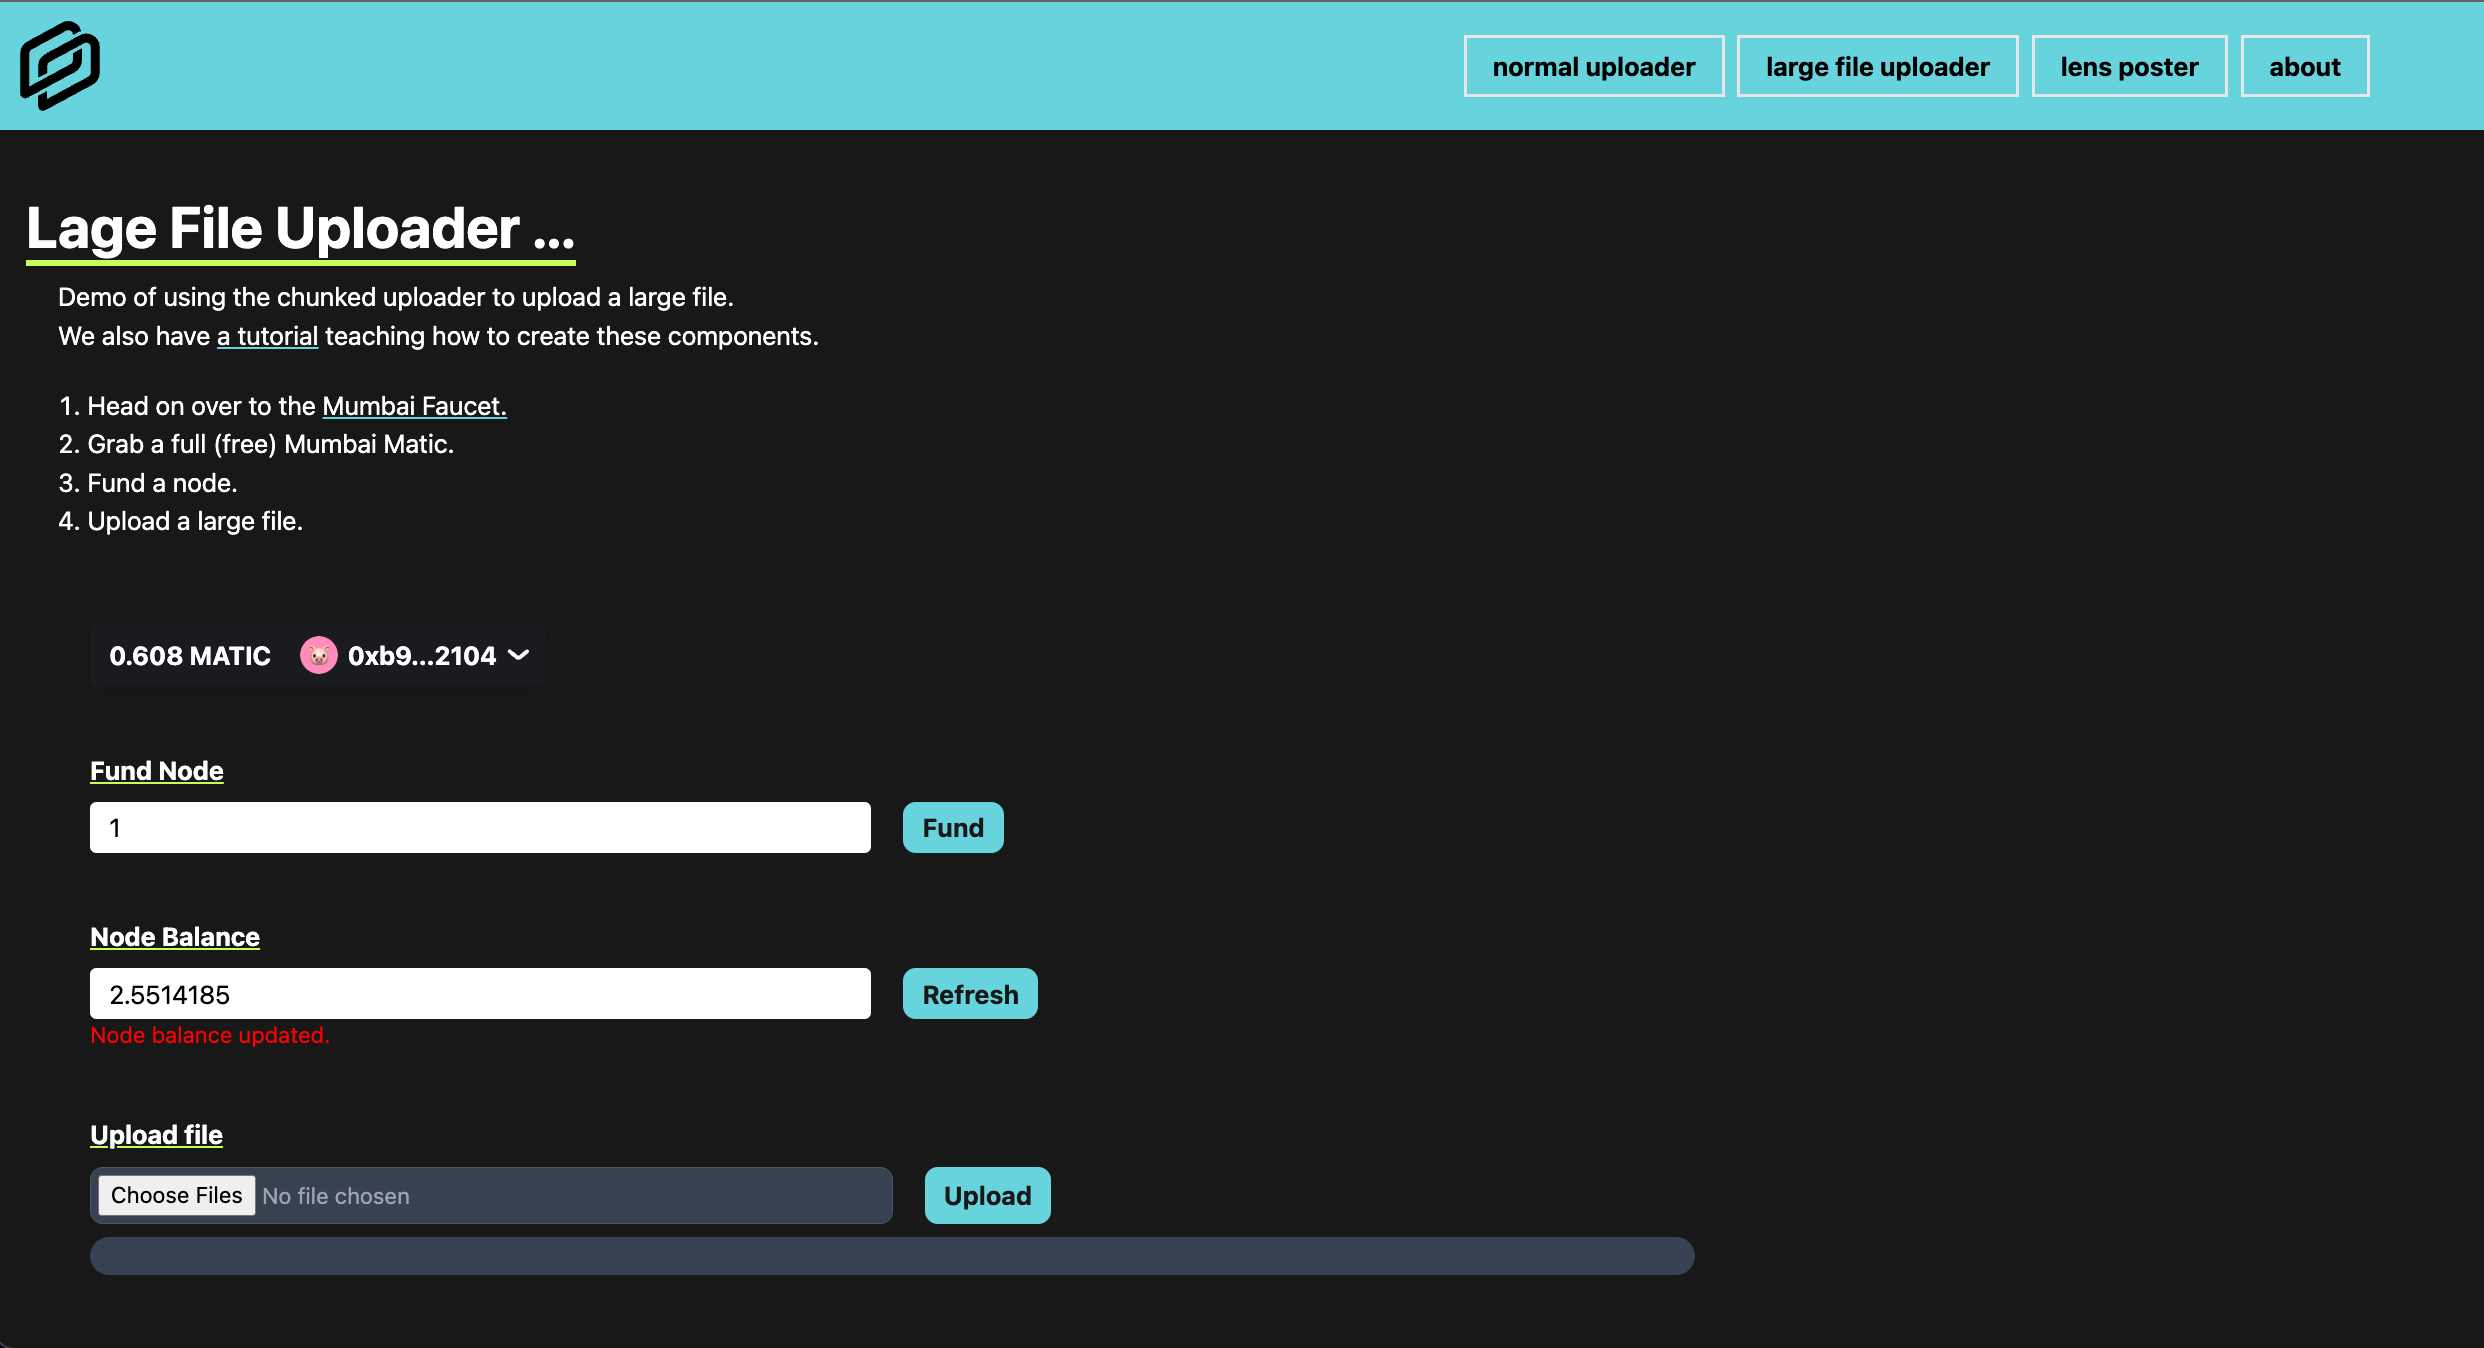 normal uploader
large file uploader
lens poster
about
Lage File Uploader ...
Demo of using the chunked uploader to upload a large file.
We also have a tutorial teaching how to create these components.
1. Head on over to the Mumbai Faucet.
2. Grab a full (free) Mumbai Matic.
3. Fund a node.
4. Upload a large file.
0.608 MATIC 0xb9...2104
Fund Node
1 Fund
Node Balance
2.5514185 Refresh
Node balance updated.
Upload file
Choose Files No file chosen Upload